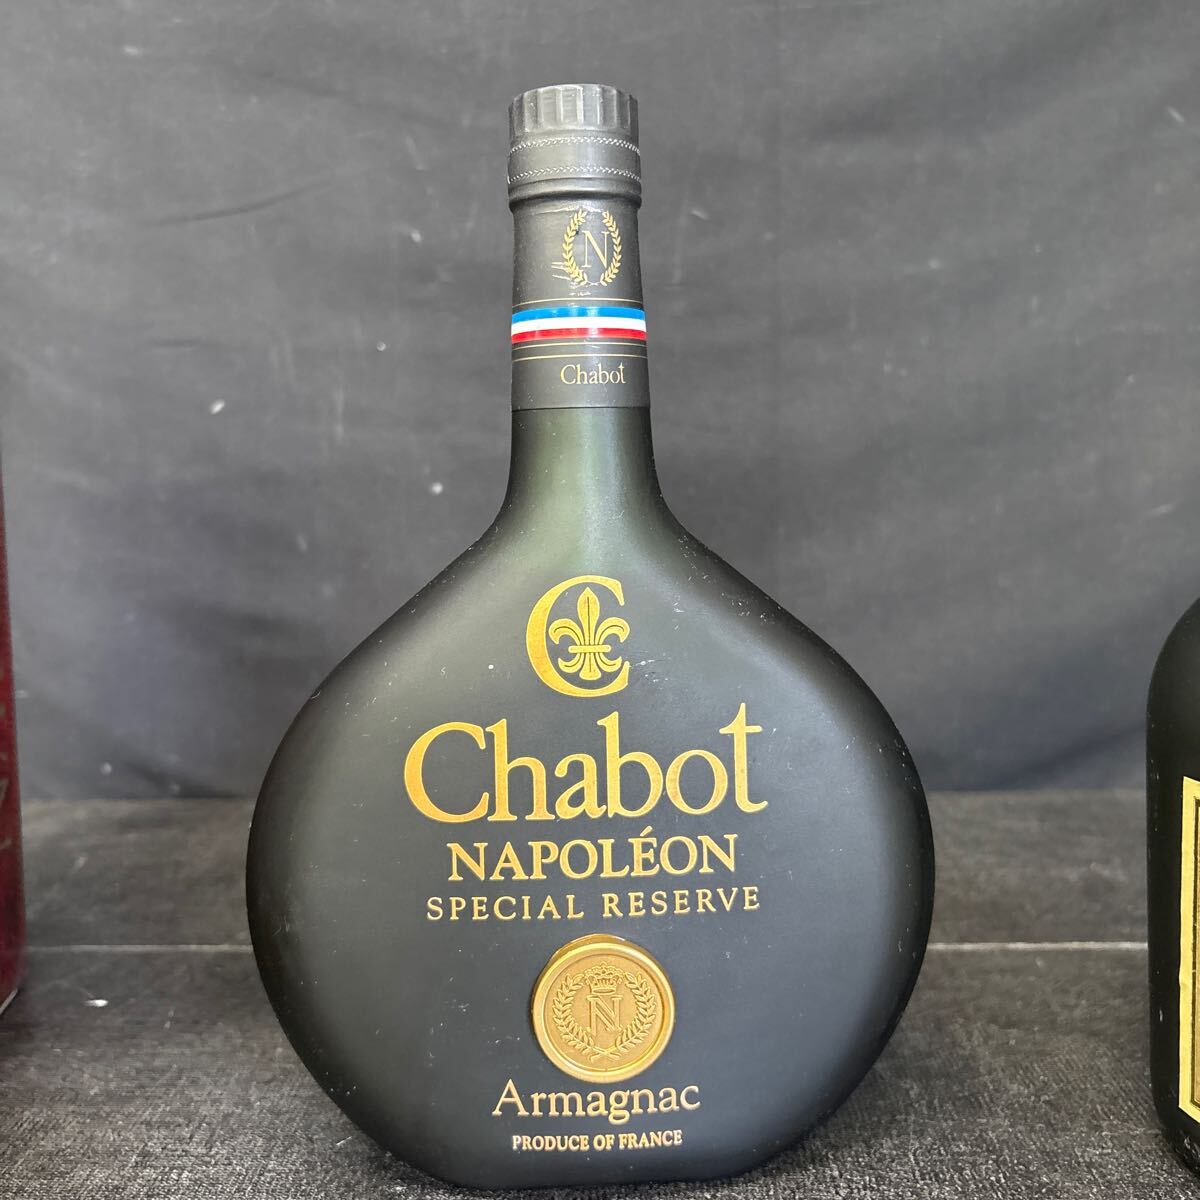 N
Chabot
C
Chabot
NAPOLÉON
SPECIAL RESERVE
N
Armagnac
PRODUCE OF FRANCE